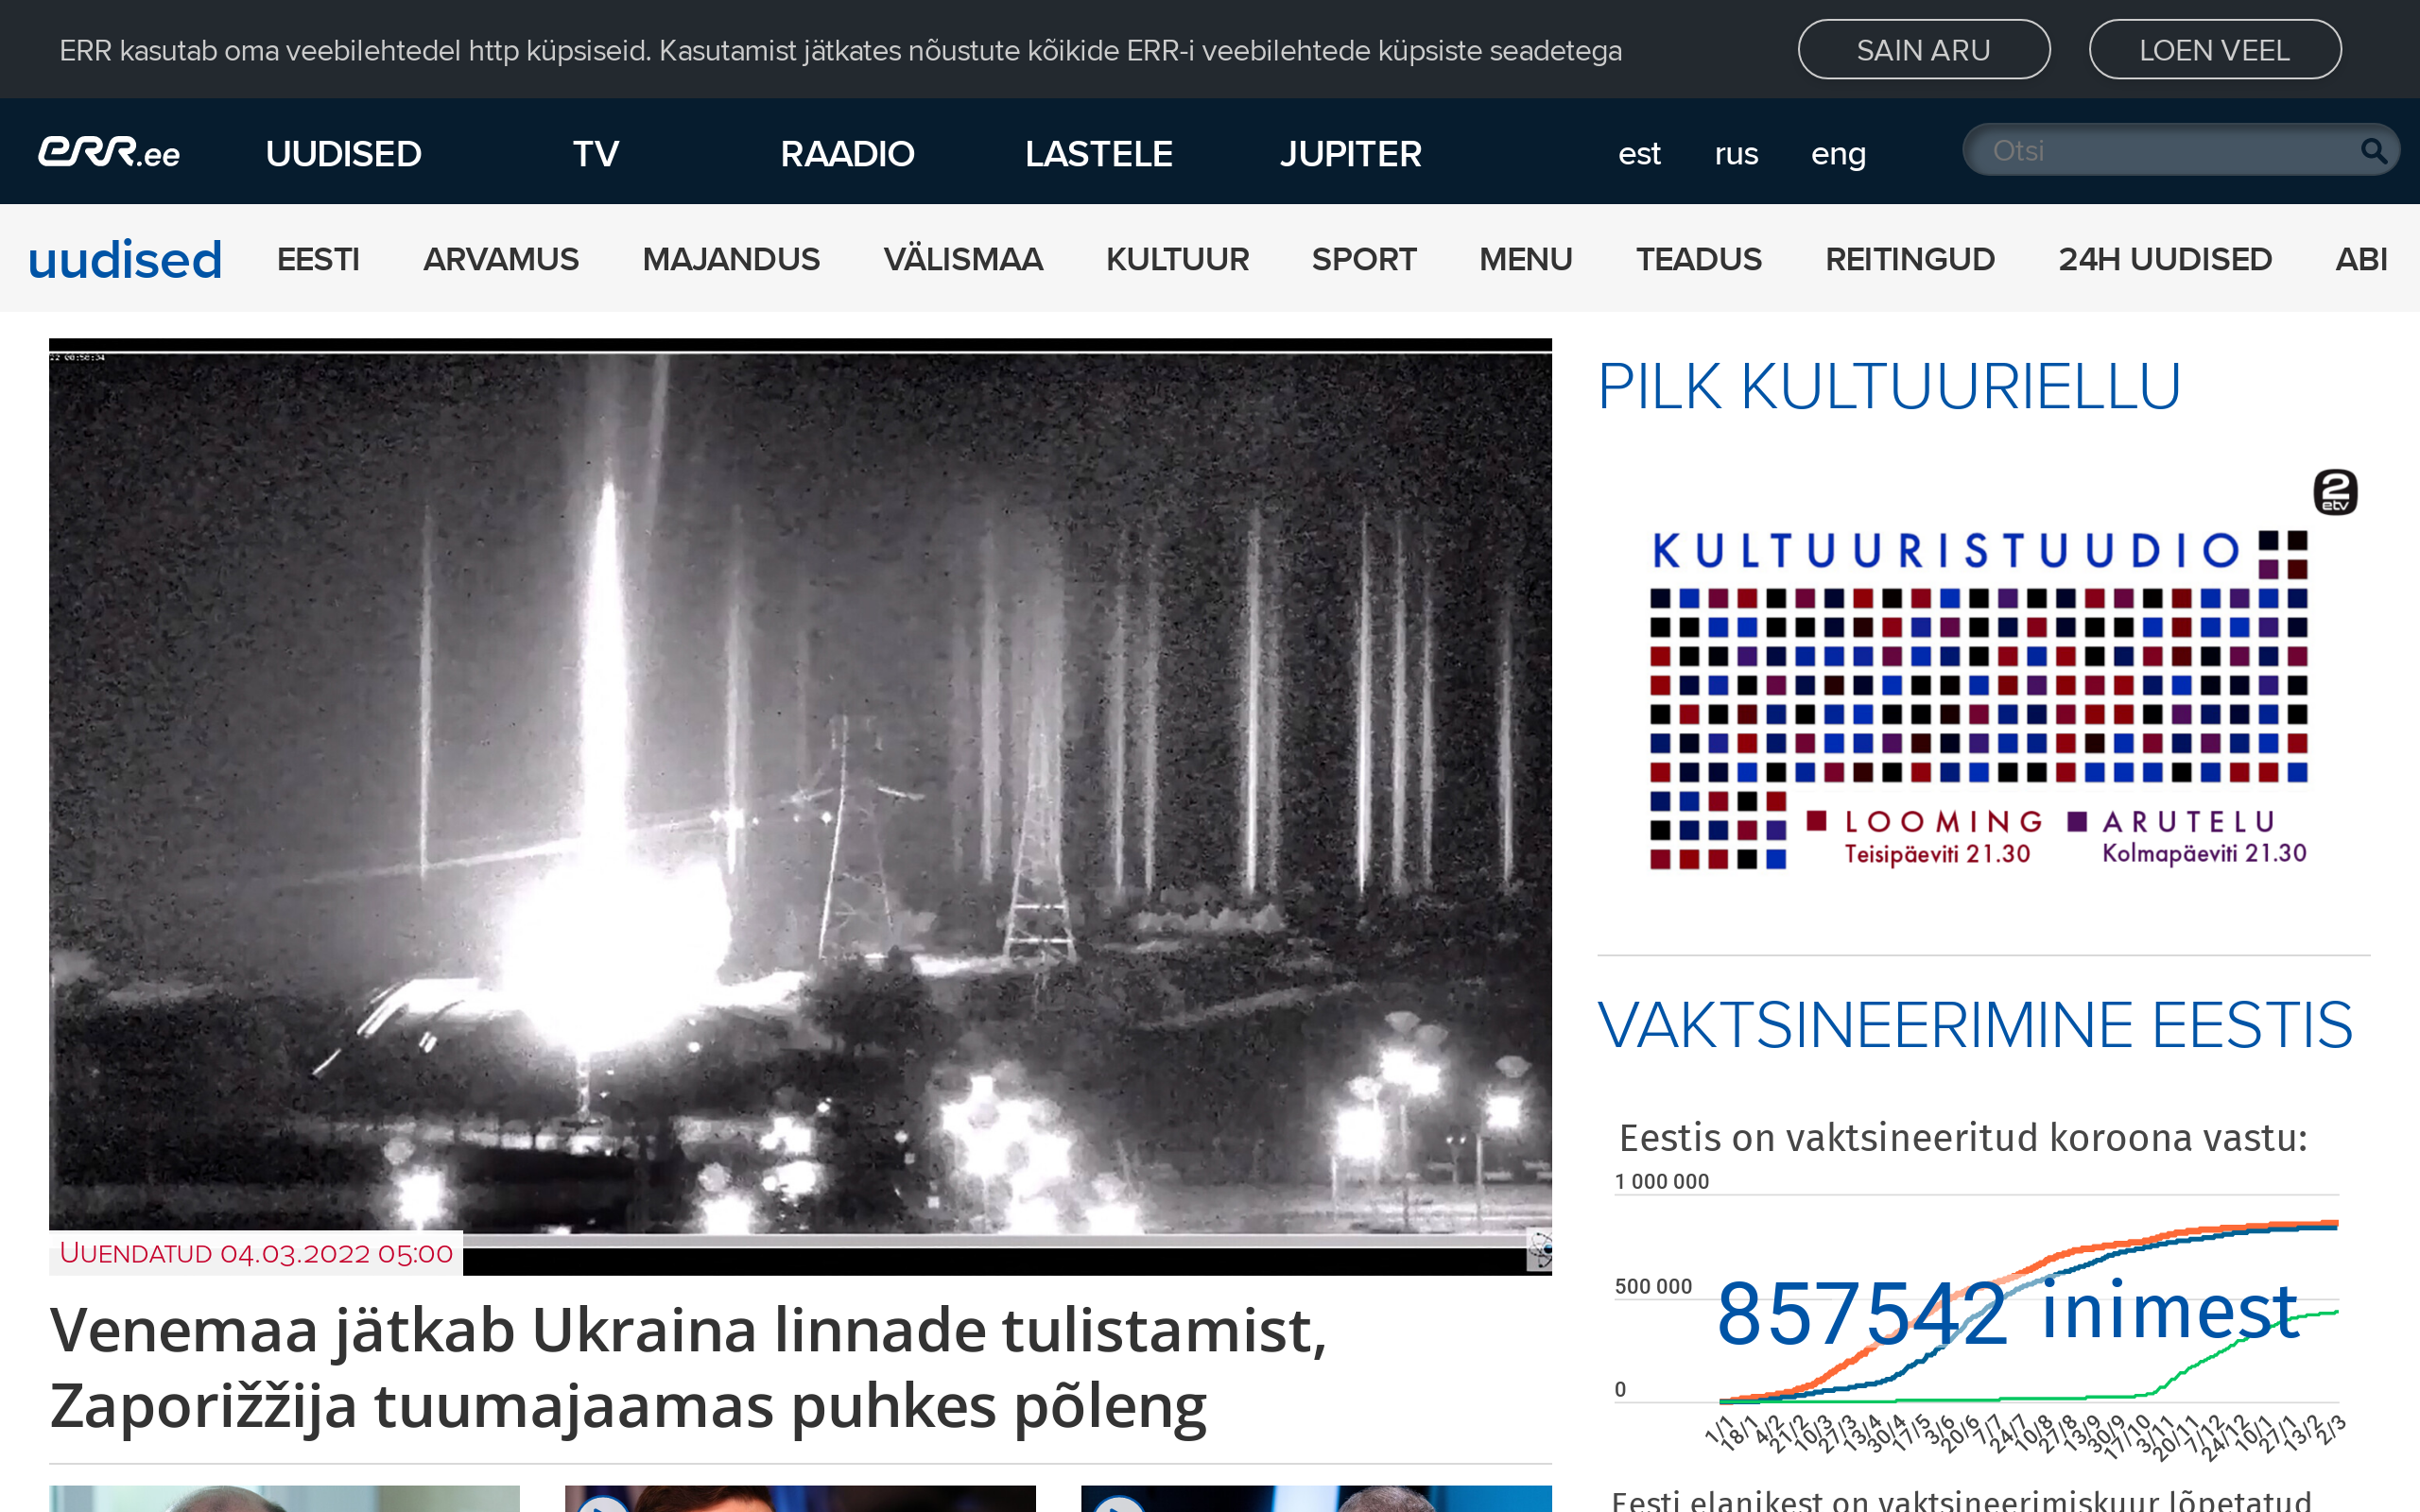 ERR kasutab oma veebilehtedel http küpsiseid. Kasutamist jätkates nõustute kõikide ERR-i veebilehtede küpsiste seadetega
SAIN ARU
LOEN VEEL
err.ee
UUDISED
TV
RAADIO
LASTELE
JUPITER
est
rus
eng
Otsi
uudised
EESTI
ARVAMUS
MAJANDUS
VÄLISMAA
KULTUUR
SPORT
MENU
TEADUS
REITINGUD
24H UUDISED
ABI
UUENDATUD 04.03.2022 05:00
Venemaa jätkab Ukraina linnade tulistamist,
Zaporižžija tuumajaamas puhkes põleng
PILK KULTUURIELLU
2
etv
KULTUURISTUUDIO
LOOMING
Teisipäeviti 21.30
ARUTELU
Kolmapäeviti 21.30
VAKTSINEERIMINE EESTIS
Eestis on vaktsineeritud koroona vastu:
1 000 000
500 000
857542 inimest
0
1/1 18/1 4/2 21/2 10/3 27/3 13/4 30/4 17/5 3/6 20/6 7/7 24/7 10/8 27/8 13/9 30/9 17/10 3/11 20/11 7/12 24/12 10/1 27/1 13/2 2/3
Eesti elanikest on vaktsineerimiskuur lõpetatud